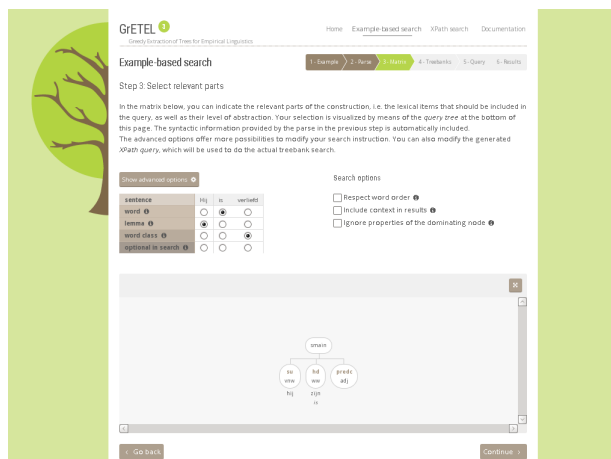 GrETEL 3
Greedy Extraction of Trees for Empirical Linguistics
Home Example-based search XPath search Documentation
Example-based search
1 - Example 2 - Parse 3 - Matrix 4 - Treebanks 5 - Query 6 - Results
Step 3: Select relevant parts
In the matrix below, you can indicate the relevant parts of the construction, i.e. the lexical items that should be included in
the query, as well as their level of abstraction. Your selection is visualized by means of the query tree at the bottom of
this page. The syntactic information provided by the parse in the previous step is automatically included.
The advanced options offer more possibilities to modify your search instruction. You can also modify the generated
XPath query, which will be used to do the actual treebank search.
Show advanced options
sentence Hij is verliefd
word
lemma
word class
optional in search
Search options
Respect word order
Include context in results
Ignore properties of the dominating node
smain
su hd predc
vnw ww adj
hij zijn
is
Go back
Continue